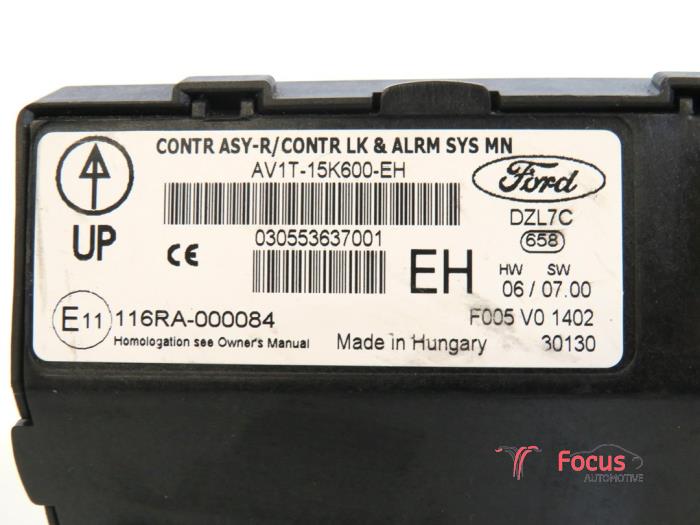 CONTR ASY-R/CONTR LK & ALRM SYS MN
AV1T-15K600-EH
Ford
UP
CE
030553637001
EH
DZL7C
658
HW SW
06 / 07.00
E11 116RA-000084
Homologation see Owner's Manual
Made in Hungary
F005 V0 1402
30130
Focus
AUTOMOTIVE